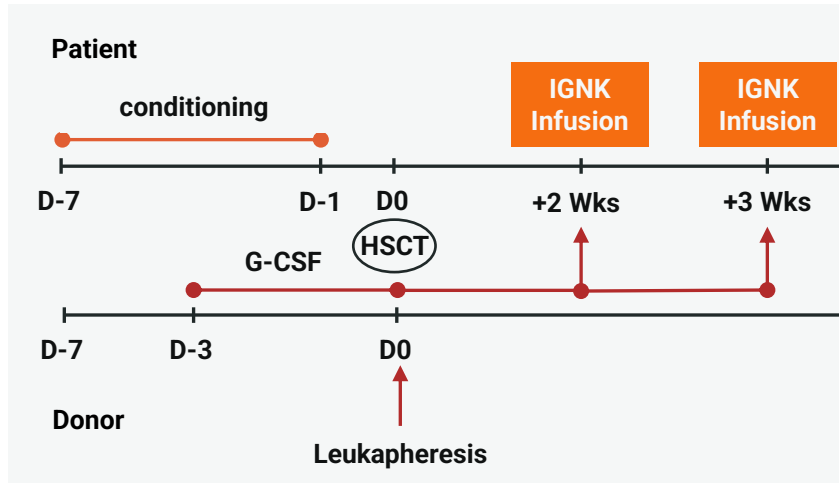 Patient
conditioning
IGNK
Infusion
IGNK
Infusion
D-7
D-1
D0
+2 Wks
+3 Wks
HSCT
G-CSF
D-7
D-3
D0
Donor
Leukapheresis